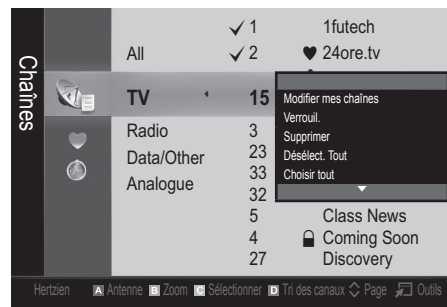 Chaînes
✓ 1 1futech
All ✓ 2 ♥ 24ore.tv
TV 15
Radio 3
Data/Other 23
Analogue 33
32
5 Class News
4 Coming Soon
27 Discovery
Modifier mes chaînes
Verrouil.
Supprimer
Désélect. Tout
Choisir tout
Hertzien A Antenne B Zoom C Sélectionner D Tri des canaux Page Outils